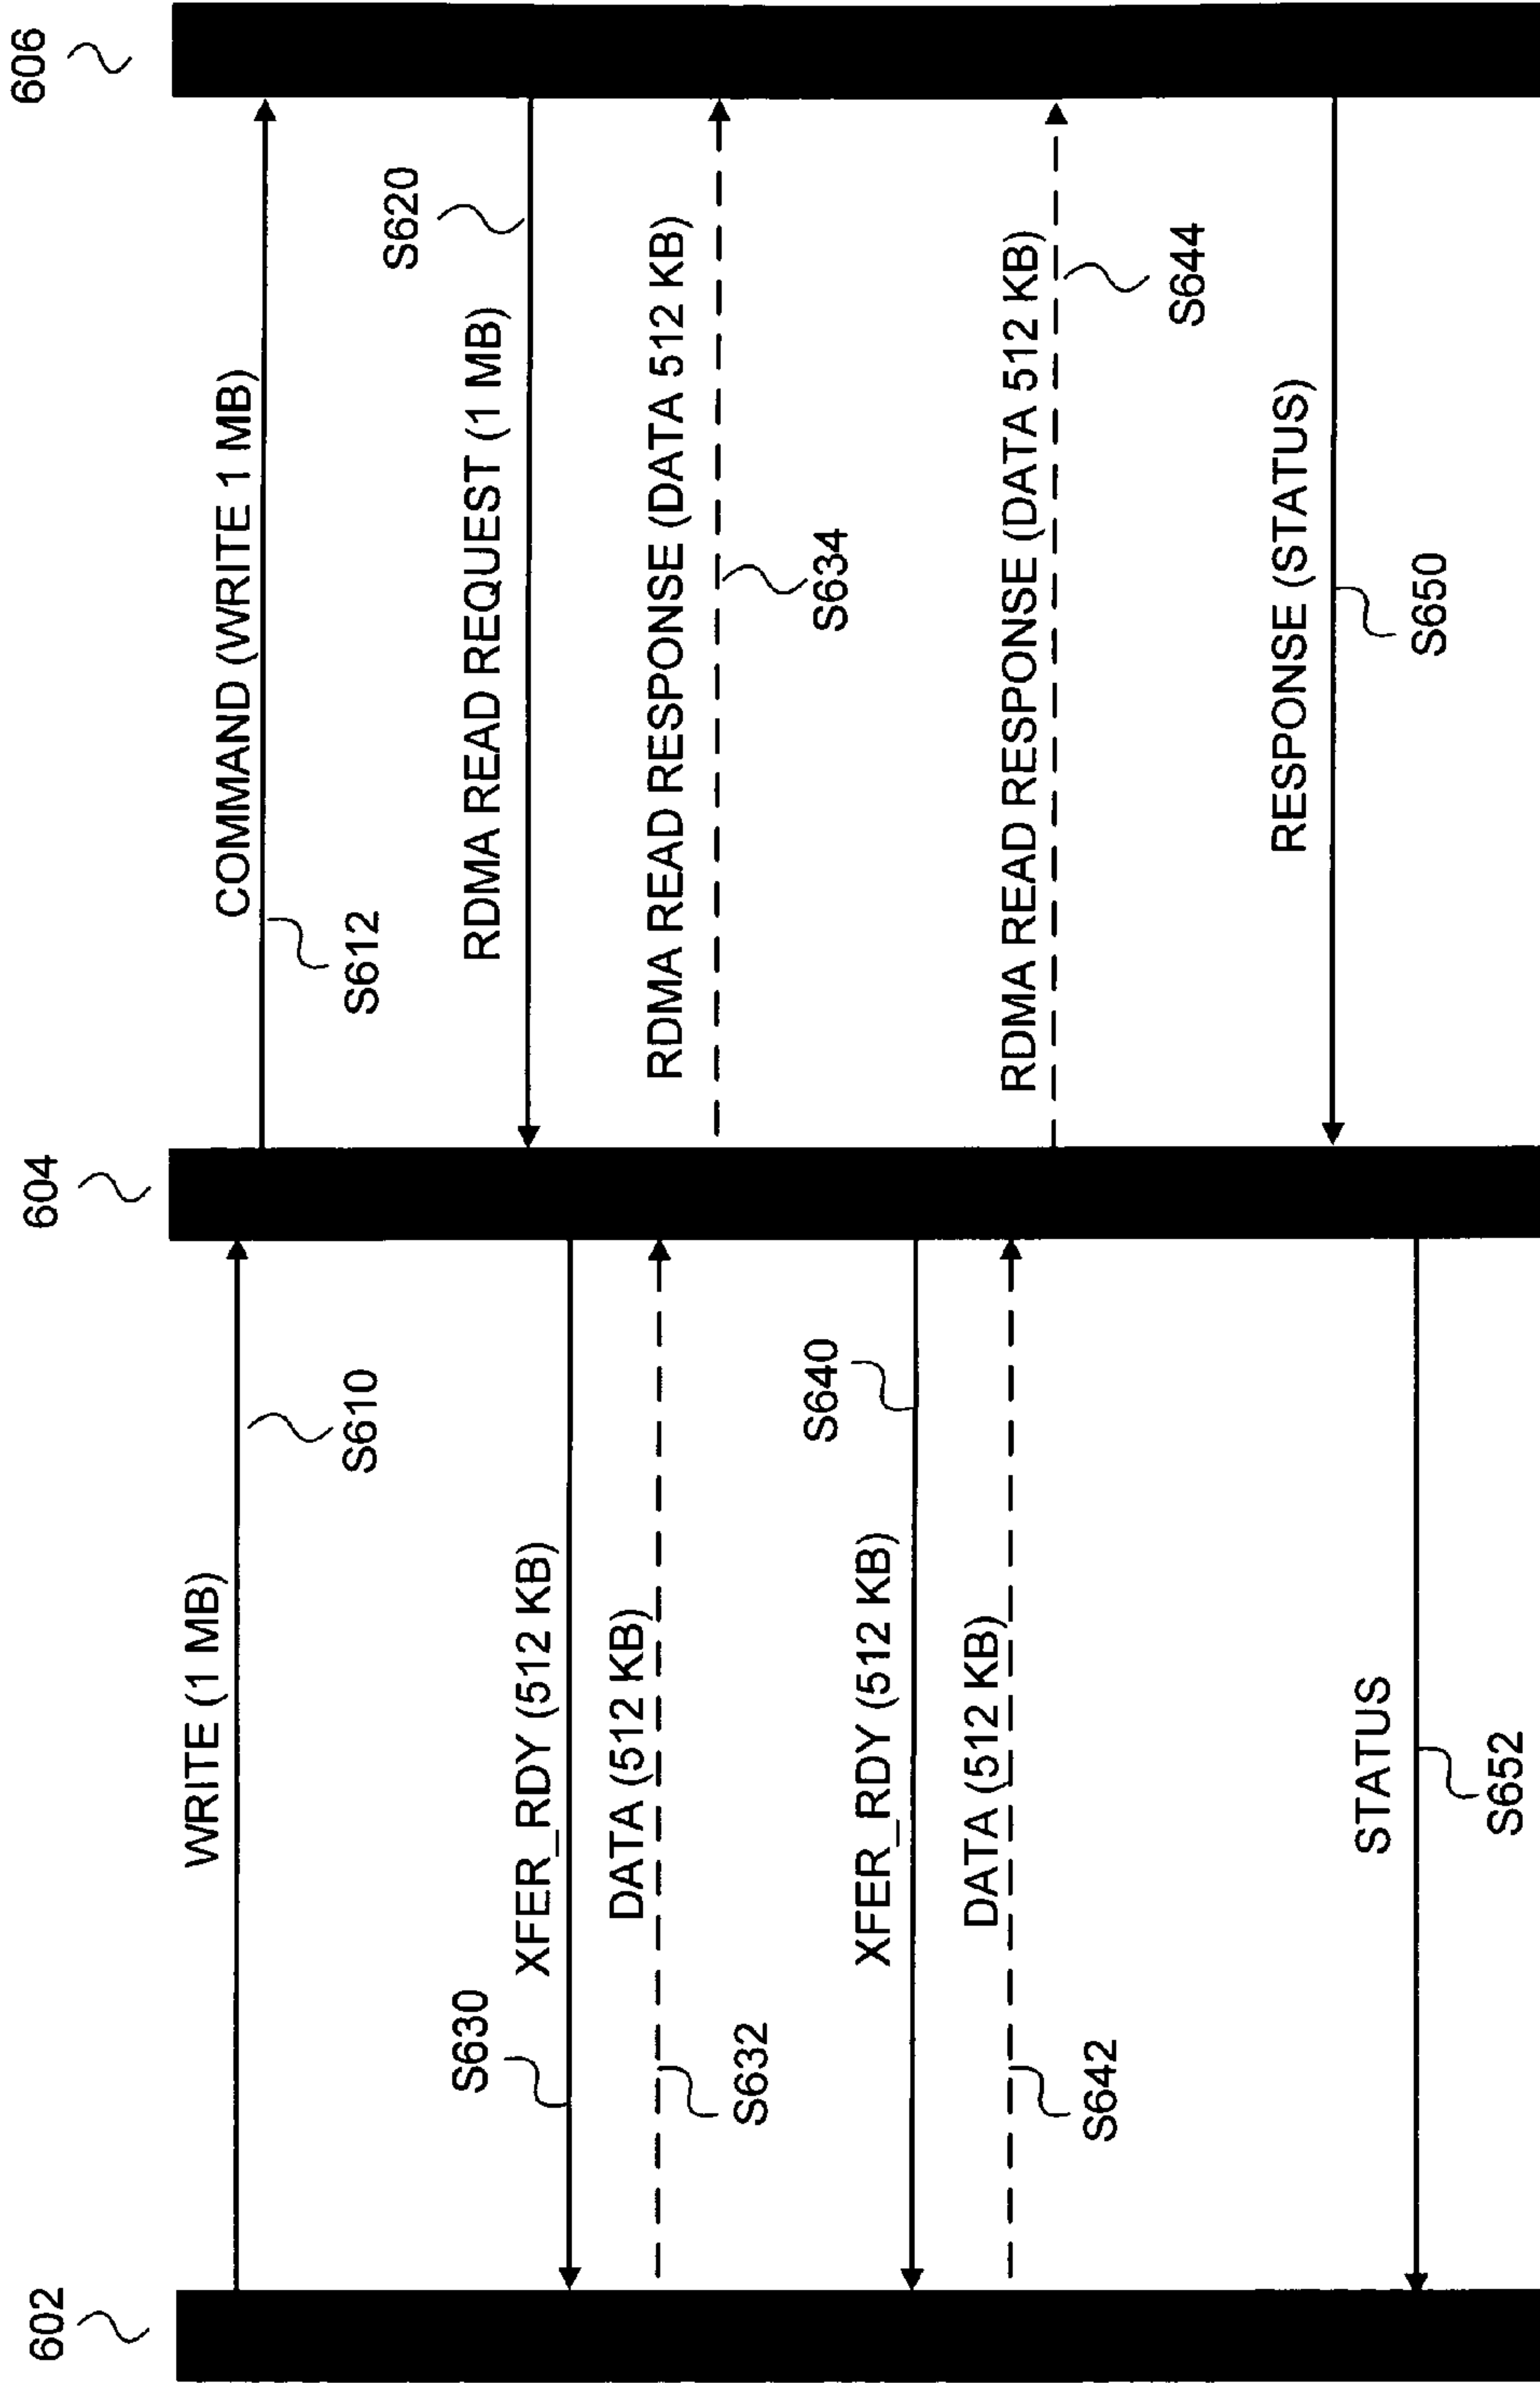 602
604
606
WRITE (1 MB)
S610
COMMAND (WRITE 1 MB)
S612
S620
RDMA READ REQUEST (1 MB)
S630
XFER_RDY (512 KB)
DATA (512 KB)
S632
RDMA READ RESPONSE (DATA 512 KB)
S634
S640
XFER_RDY (512 KB)
DATA (512 KB)
S642
RDMA READ RESPONSE (DATA 512 KB)
S644
RESPONSE (STATUS)
S650
STATUS
S652